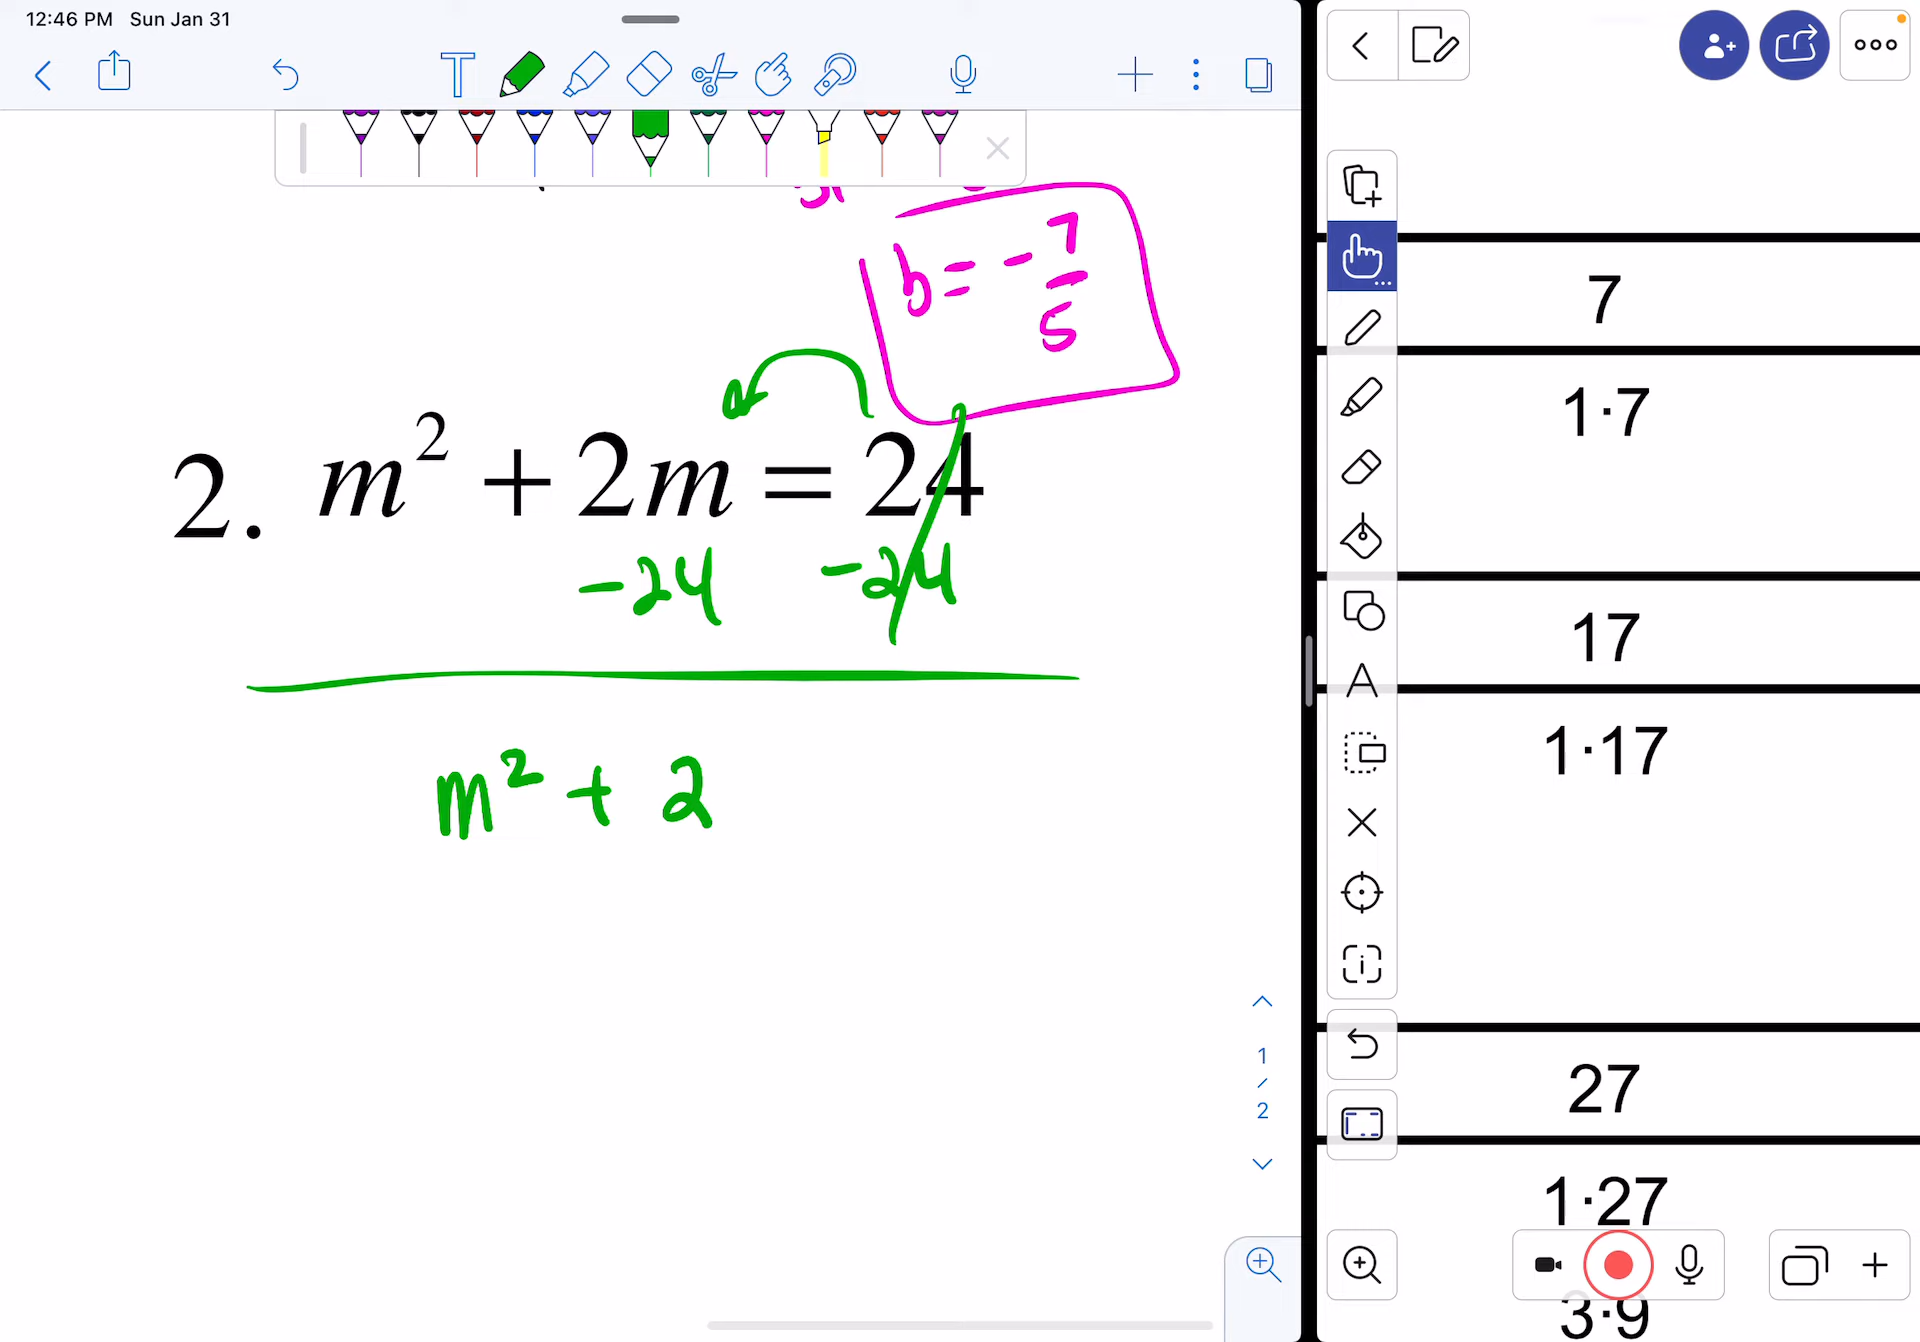 12:46 PM Sun Jan 31
b = - 7/5
2. m² + 2m = 24
-24 -24
m² + 2
1
/
2
7
1·7
17
1·17
27
1·27
3·9